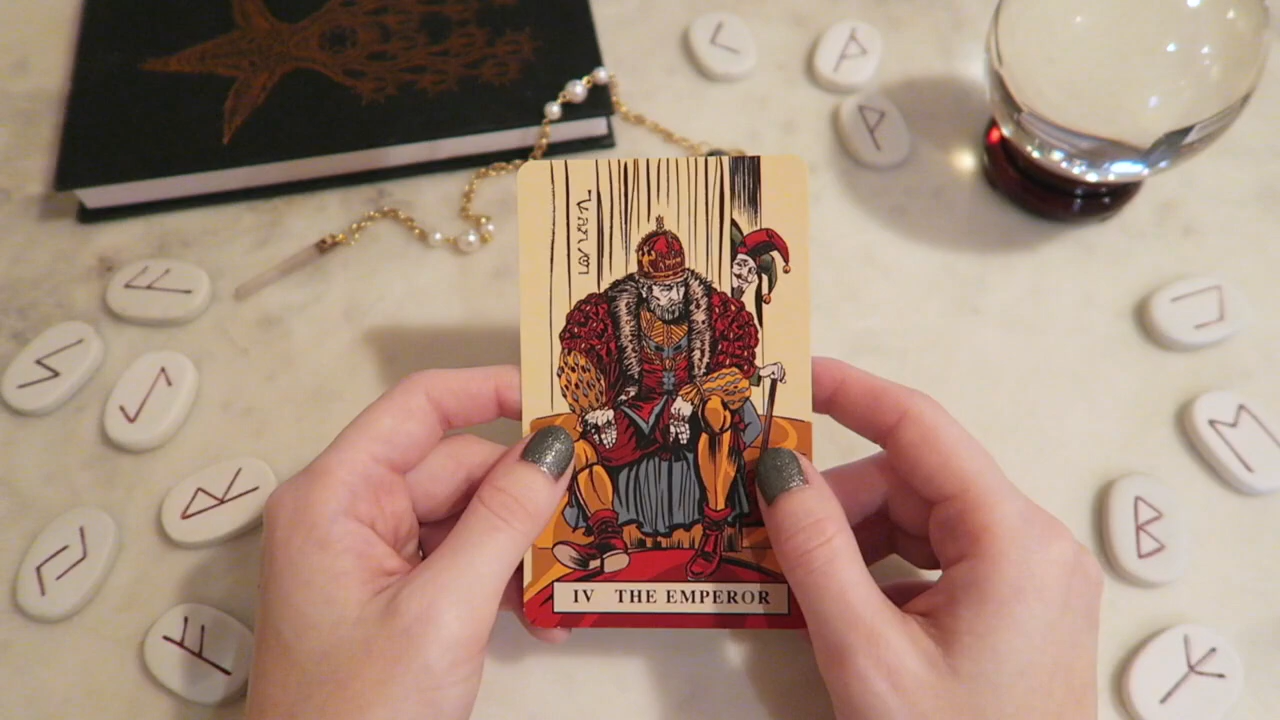 ᚲ
ᚹ
ᚹ
ᚨ
ᚢ
ᛊ
ᛇ
ᛖ
ᚱ
ᛒ
ᛃ
IV THE EMPEROR
ᚠ
ᛉ